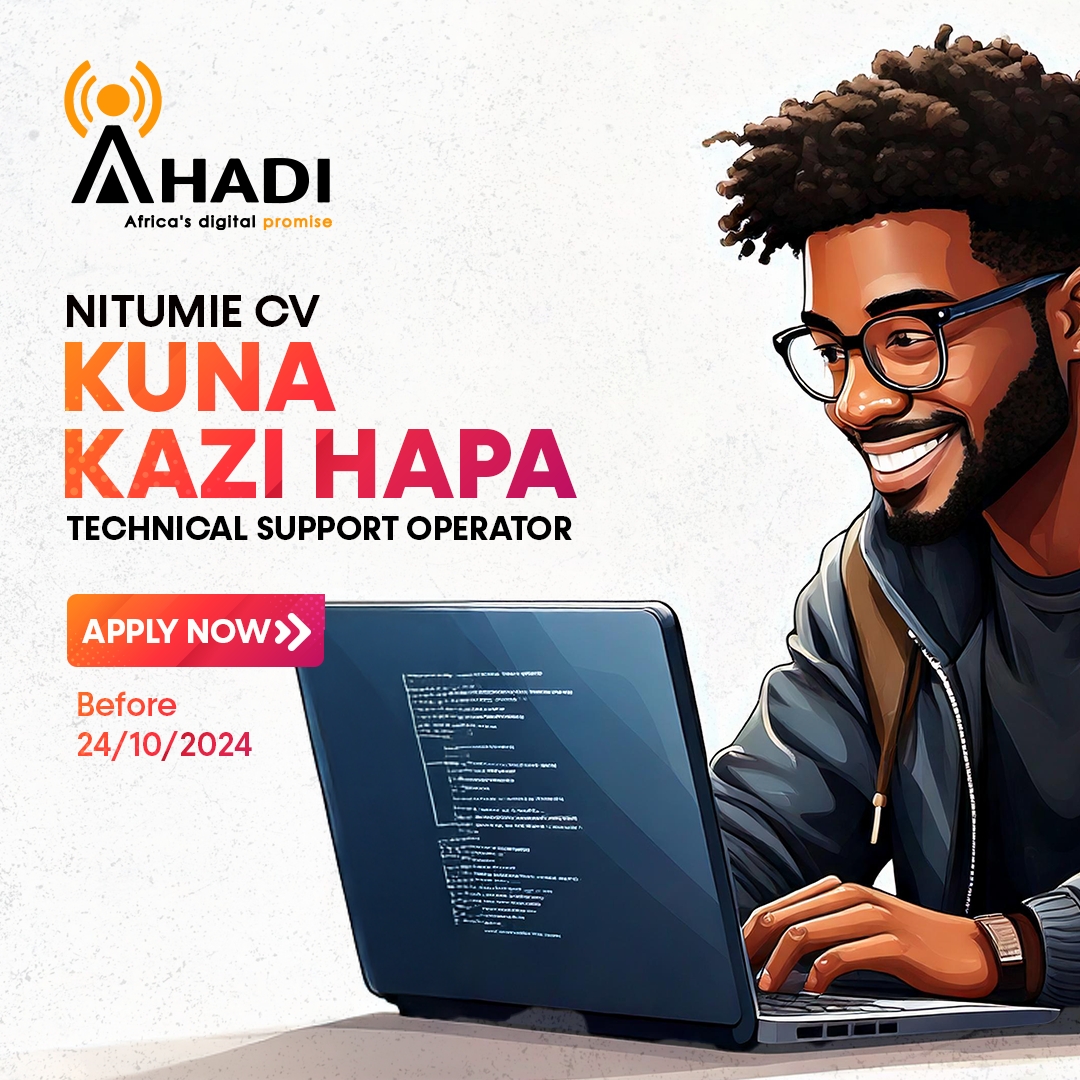 AHADI
Africa's digital promise
NITUMIE CV
KUNA
KAZI HAPA
TECHNICAL SUPPORT OPERATOR
APPLY NOW
Before
24/10/2024